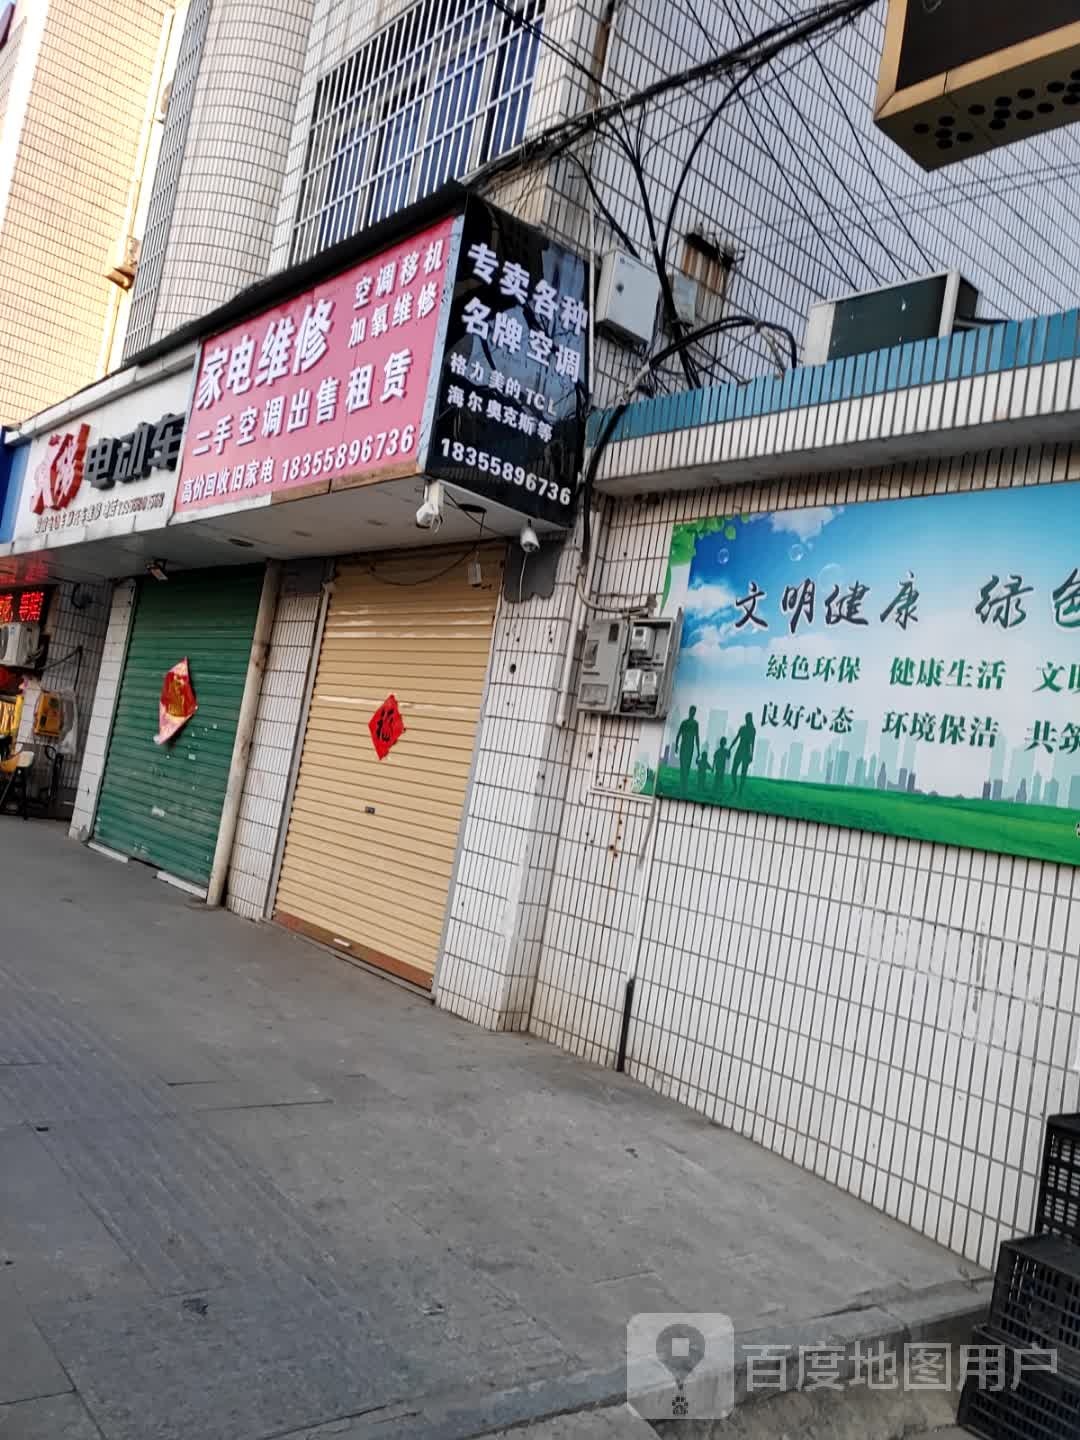 电动车
家电维修
空调移机
加氧维修
二手空调出售租赁
高价回收旧家电 18355896736
专卖各种
名牌空调
格力美的TCL
海尔奥克斯等
18355896736
福
文明健康 绿色
绿色环保 健康生活 文明
良好心态 环境保洁 共筑
百度地图用户